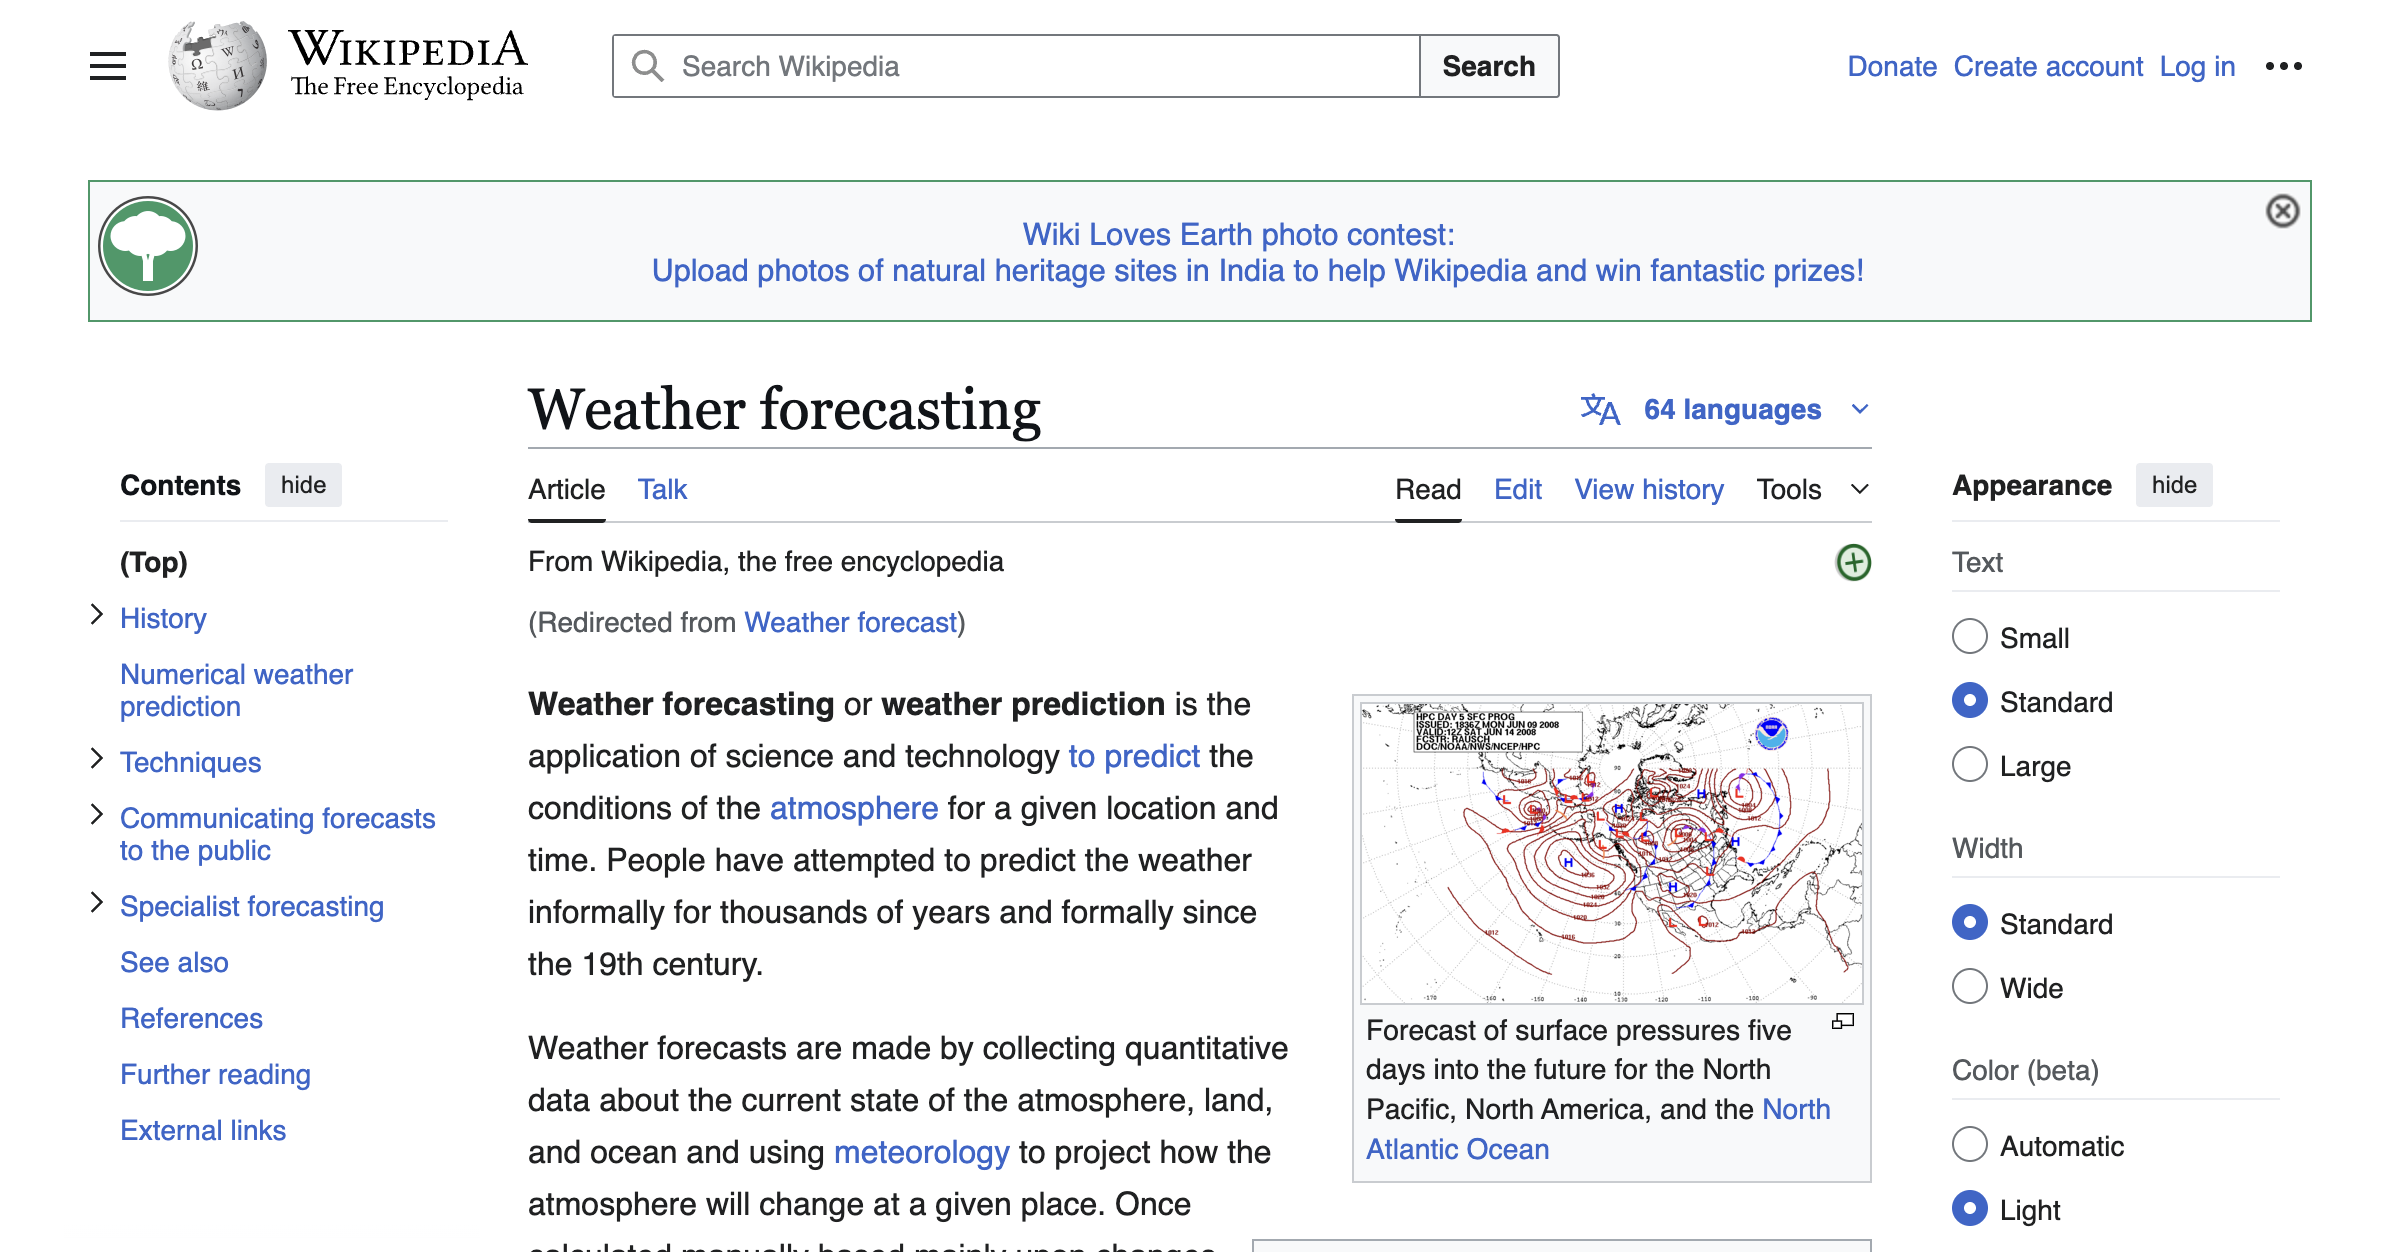 WIKIPEDIA
The Free Encyclopedia
Search Wikipedia
Search
Donate Create account Log in
Wiki Loves Earth photo contest:
Upload photos of natural heritage sites in India to help Wikipedia and win fantastic prizes!
Weather forecasting
64 languages
Contents hide
(Top)
History
Numerical weather
prediction
Techniques
Communicating forecasts
to the public
Specialist forecasting
See also
References
Further reading
External links
Article Talk
Read Edit View history Tools
From Wikipedia, the free encyclopedia
(Redirected from Weather forecast)
Weather forecasting or weather prediction is the
application of science and technology to predict the
conditions of the atmosphere for a given location and
time. People have attempted to predict the weather
informally for thousands of years and formally since
the 19th century.
Weather forecasts are made by collecting quantitative
data about the current state of the atmosphere, land,
and ocean and using meteorology to project how the
atmosphere will change at a given place. Once
calculated manually based mainly upon changes
HPC DAY 5 SFC PROG
ISSUED: 1836Z MON JUN 09 2008
VALID:12Z SAT JUN 14 2008
FCSTR: RAUSCH
DOC/NOAA/NWS/NCEP/HPC
Forecast of surface pressures five
days into the future for the North
Pacific, North America, and the North
Atlantic Ocean
Appearance hide
Text
Small
Standard
Large
Width
Standard
Wide
Color (beta)
Automatic
Light